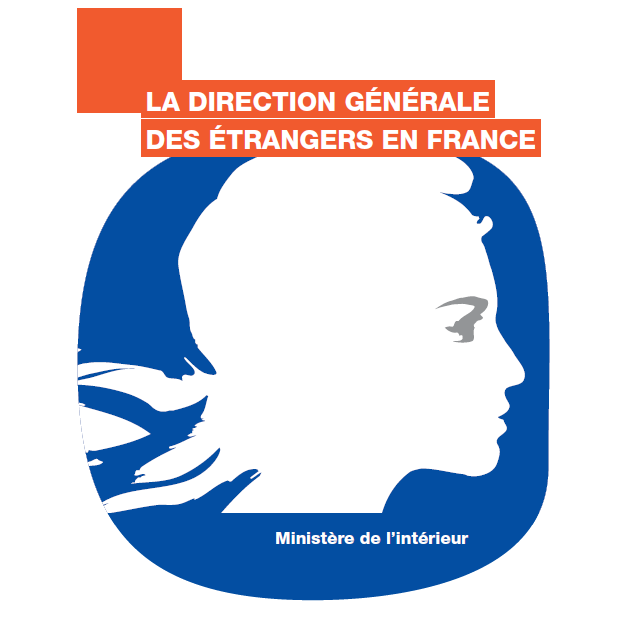 LA DIRECTION GÉNÉRALE
DES ÉTRANGERS EN FRANCE
Ministère de l'intérieur